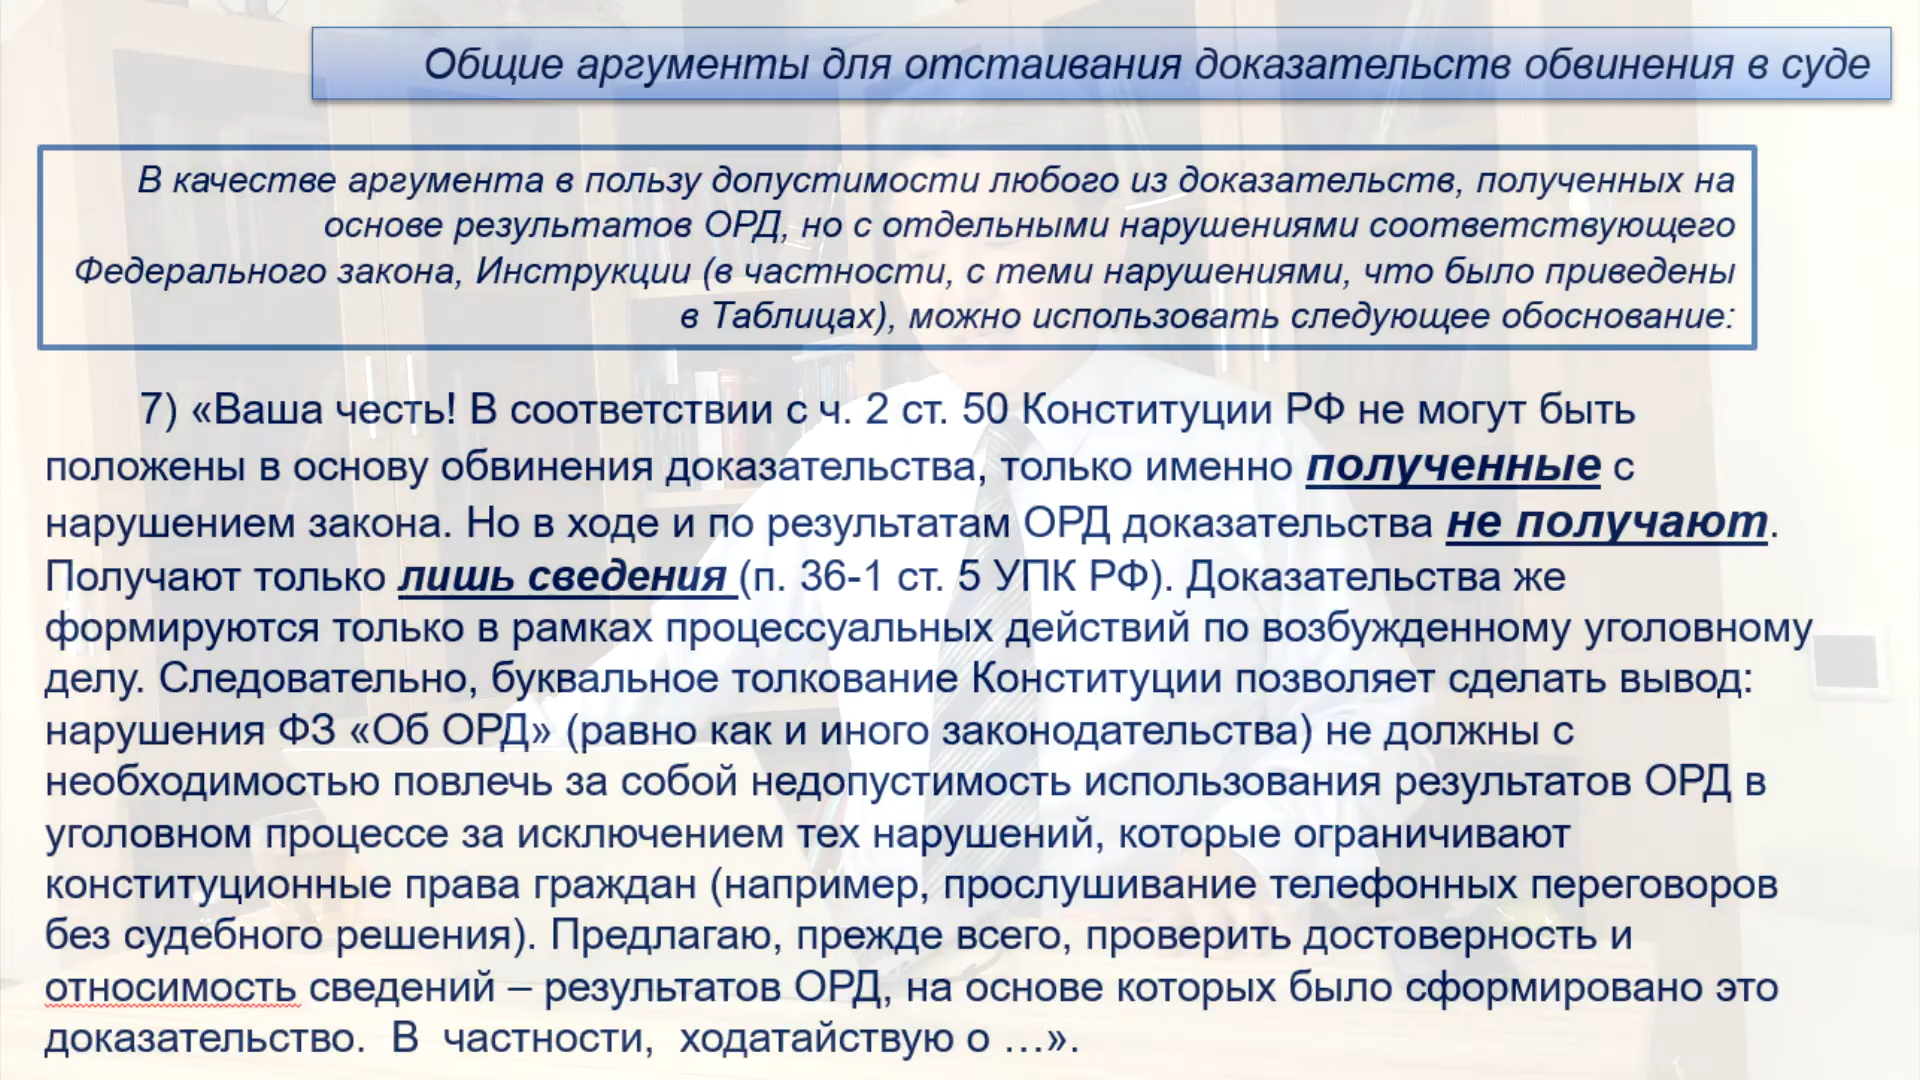 Общие аргументы для отстаивания доказательств обвинения в суде
В качестве аргумента в пользу допустимости любого из доказательств, полученных на
основе результатов ОРД, но с отдельными нарушениями соответствующего
Федерального закона, Инструкции (в частности, с теми нарушениями, что было приведены
в Таблицах), можно использовать следующее обоснование:
7) «Ваша честь! В соответствии с ч. 2 ст. 50 Конституции РФ не могут быть
положены в основу обвинения доказательства, только именно полученные с
нарушением закона. Но в ходе и по результатам ОРД доказательства не получают.
Получают только лишь сведения (п. 36-1 ст. 5 УПК РФ). Доказательства же
формируются только в рамках процессуальных действий по возбужденному уголовному
делу. Следовательно, буквальное толкование Конституции позволяет сделать вывод:
нарушения ФЗ «Об ОРД» (равно как и иного законодательства) не должны с
необходимостью повлечь за собой недопустимость использования результатов ОРД в
уголовном процессе за исключением тех нарушений, которые ограничивают
конституционные права граждан (например, прослушивание телефонных переговоров
без судебного решения). Предлагаю, прежде всего, проверить достоверность и
относимость сведений – результатов ОРД, на основе которых было сформировано это
доказательство. В частности, ходатайствую о …».